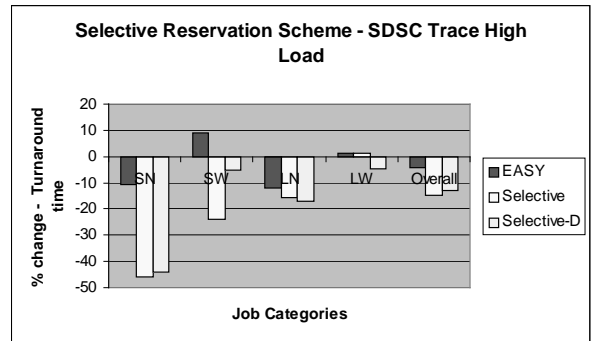 Selective Reservation Scheme - SDSC Trace High
Load
% change - Turnaround
time
20
10
0
-10
-20
-30
-40
-50
SN
SW
LN
LW
Overall
Job Categories
EASY
Selective
Selective-D